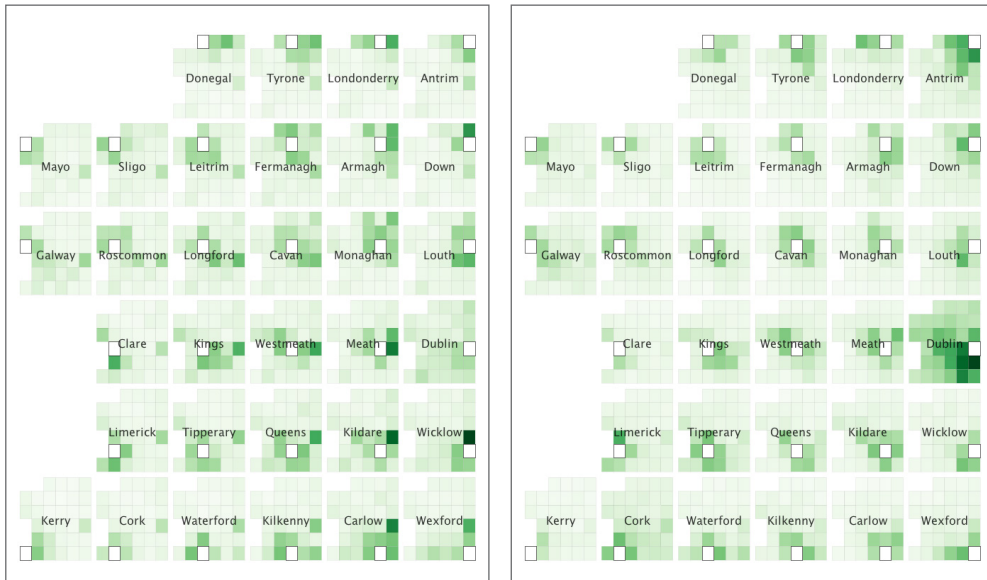 Donegal Tyrone Londonderry Antrim
Mayo Sligo Leitrim Fermanagh Armagh Down
Galway Roscommon Longford Cavan Monaghan Louth
Clare Kings Westmeath Meath Dublin
Limerick Tipperary Queens Kildare Wicklow
Kerry Cork Waterford Kilkenny Carlow Wexford
Donegal Tyrone Londonderry Antrim
Mayo Sligo Leitrim Fermanagh Armagh Down
Galway Roscommon Longford Cavan Monaghan Louth
Clare Kings Westmeath Meath Dublin
Limerick Tipperary Queens Kildare Wicklow
Kerry Cork Waterford Kilkenny Carlow Wexford